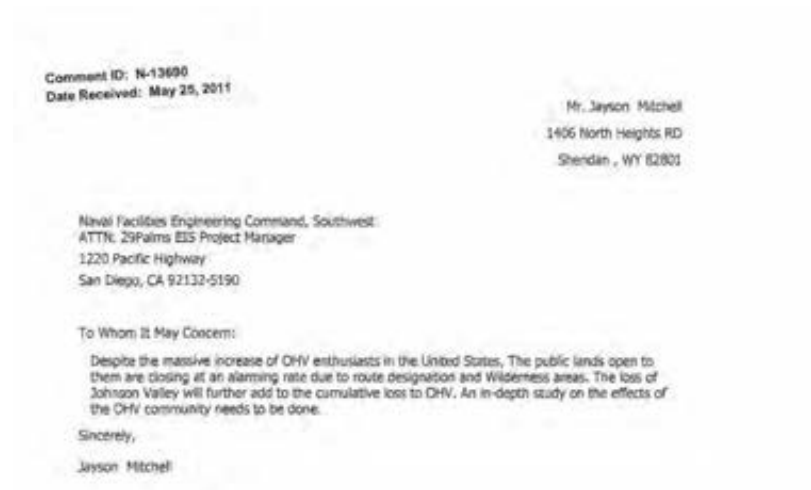 Comment ID: N-13690
Date Received: May 25, 2011
Mr. Jayson Mitchell
1406 North Heights RD
Sheridan , WY 82801
Naval Facilities Engineering Command, Southwest
ATTN: 29Palms EIS Project Manager
1220 Pacific Highway
San Diego, CA 92132-5190
To Whom It May Concern:
Despite the massive increase of OHV enthusiasts in the United States, The public lands open to
them are closing at an alarming rate due to route designation and Wilderness areas. The loss of
Johnson Valley will further add to the cumulative loss to OHV. An in-depth study on the effects of
the OHV community needs to be done.
Sincerely,
Jayson Mitchell